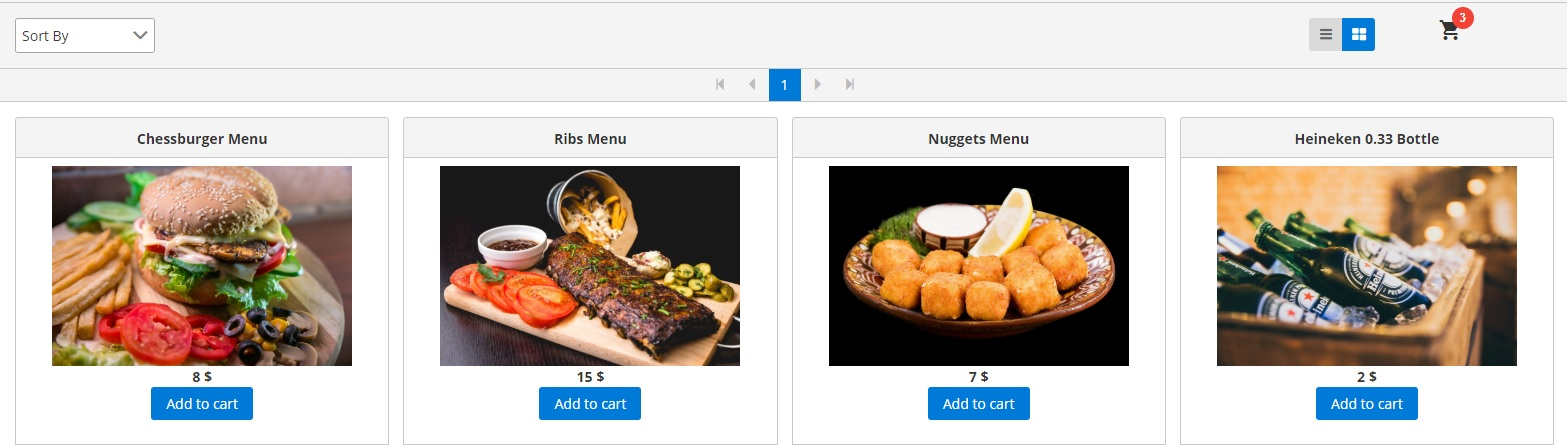 Sort By
3
1
Chessburger Menu
Ribs Menu
Nuggets Menu
Heineken 0.33 Bottle
8 $
15 $
7 $
2 $
Add to cart
Add to cart
Add to cart
Add to cart